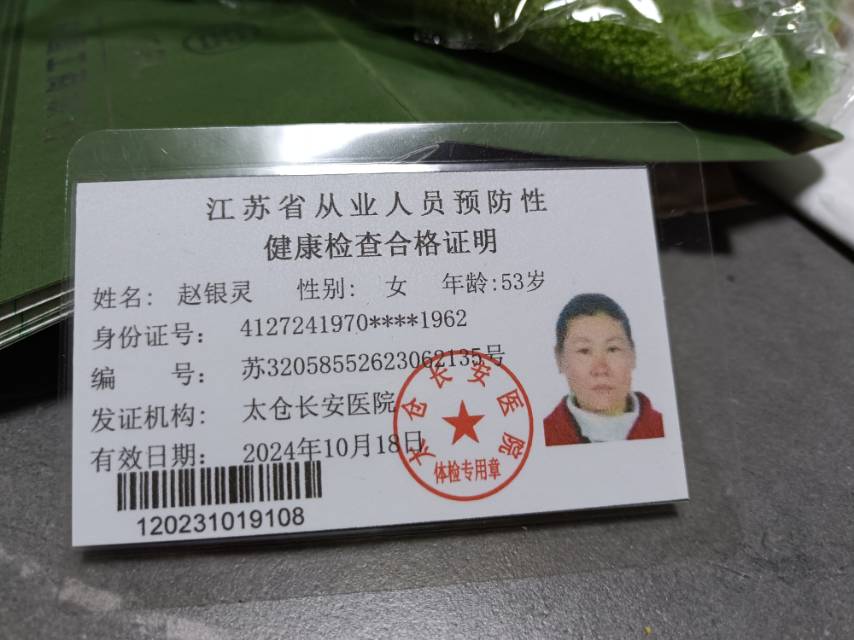 江苏省从业人员预防性
健康检查合格证明
姓名: 赵银灵 性别: 女 年龄:53岁
身份证号: 4127241970****1962
编 号: 苏32058552623062135号
发证机构: 太仓长安医院
有效日期: 2024年10月18日
太仓长安医院
体检专用章
120231019108